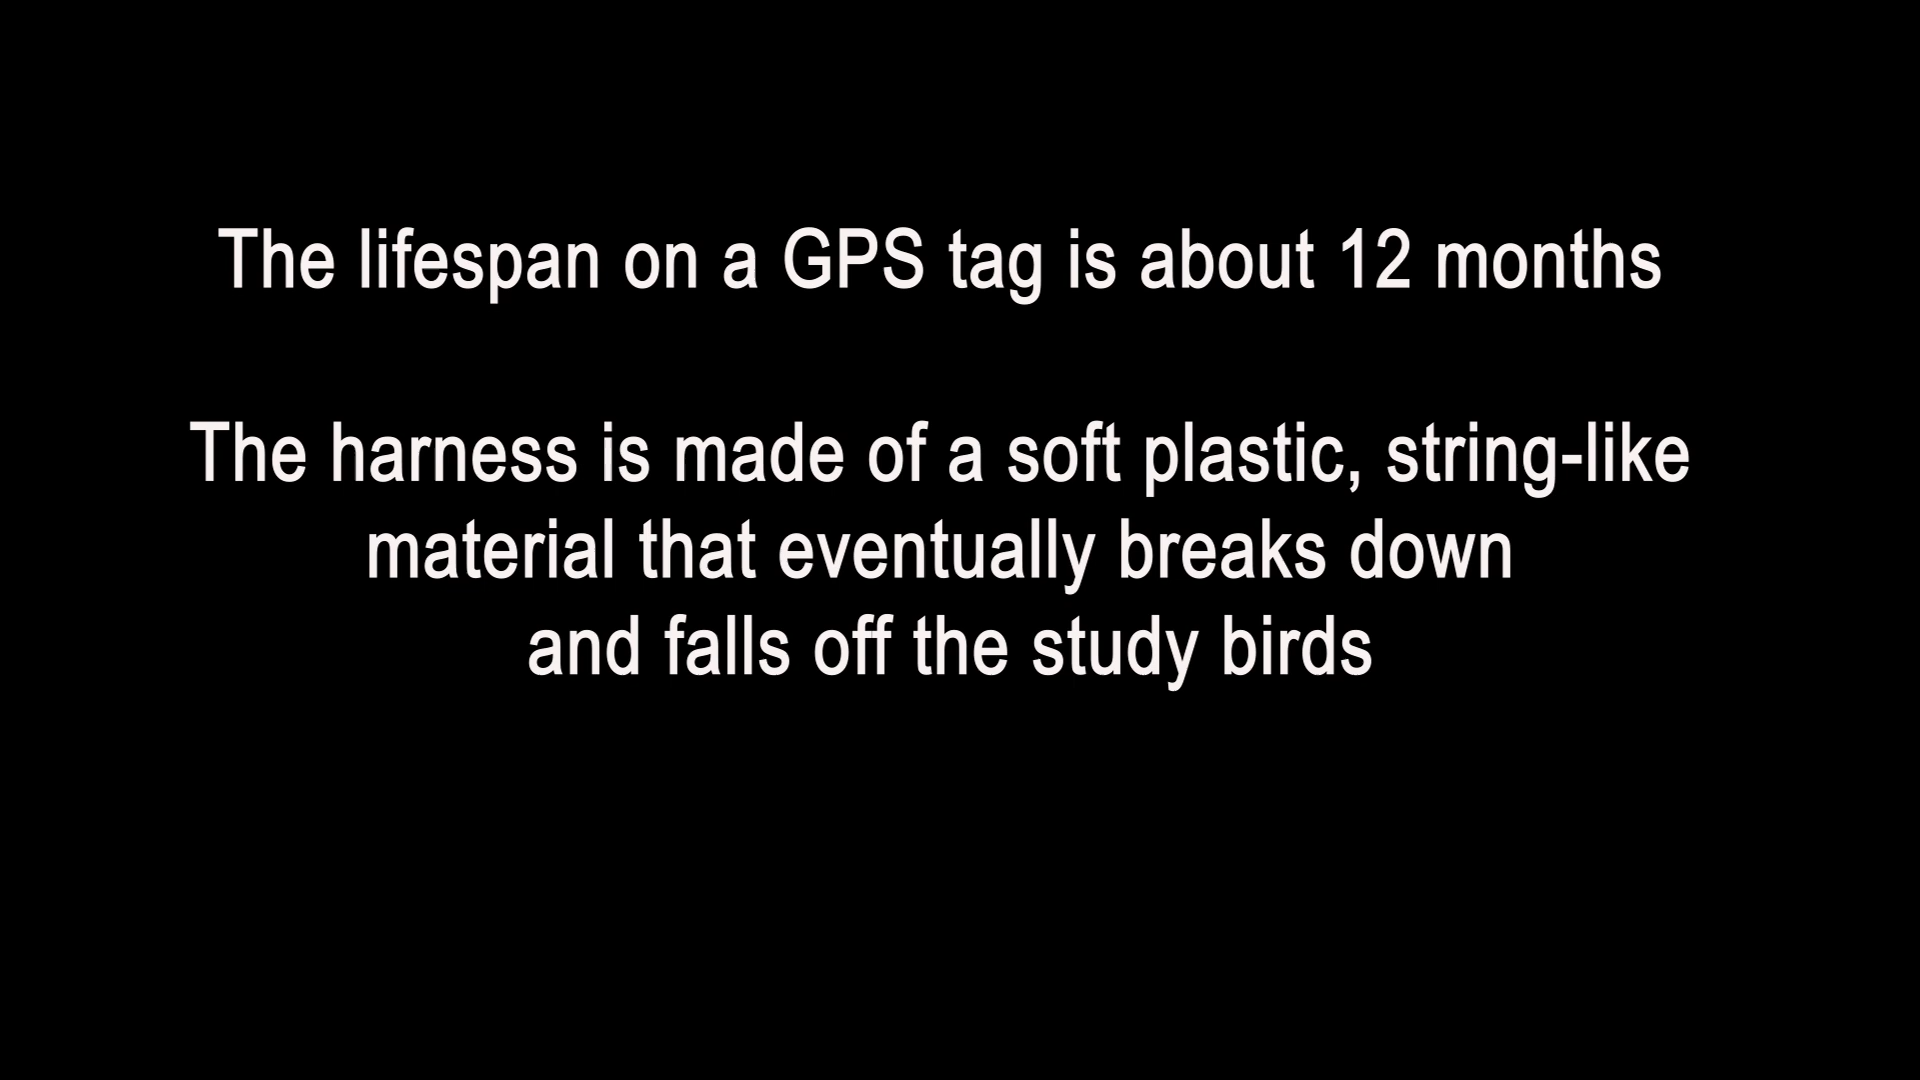 The lifespan on a GPS tag is about 12 months
The harness is made of a soft plastic, string-like
material that eventually breaks down
and falls off the study birds